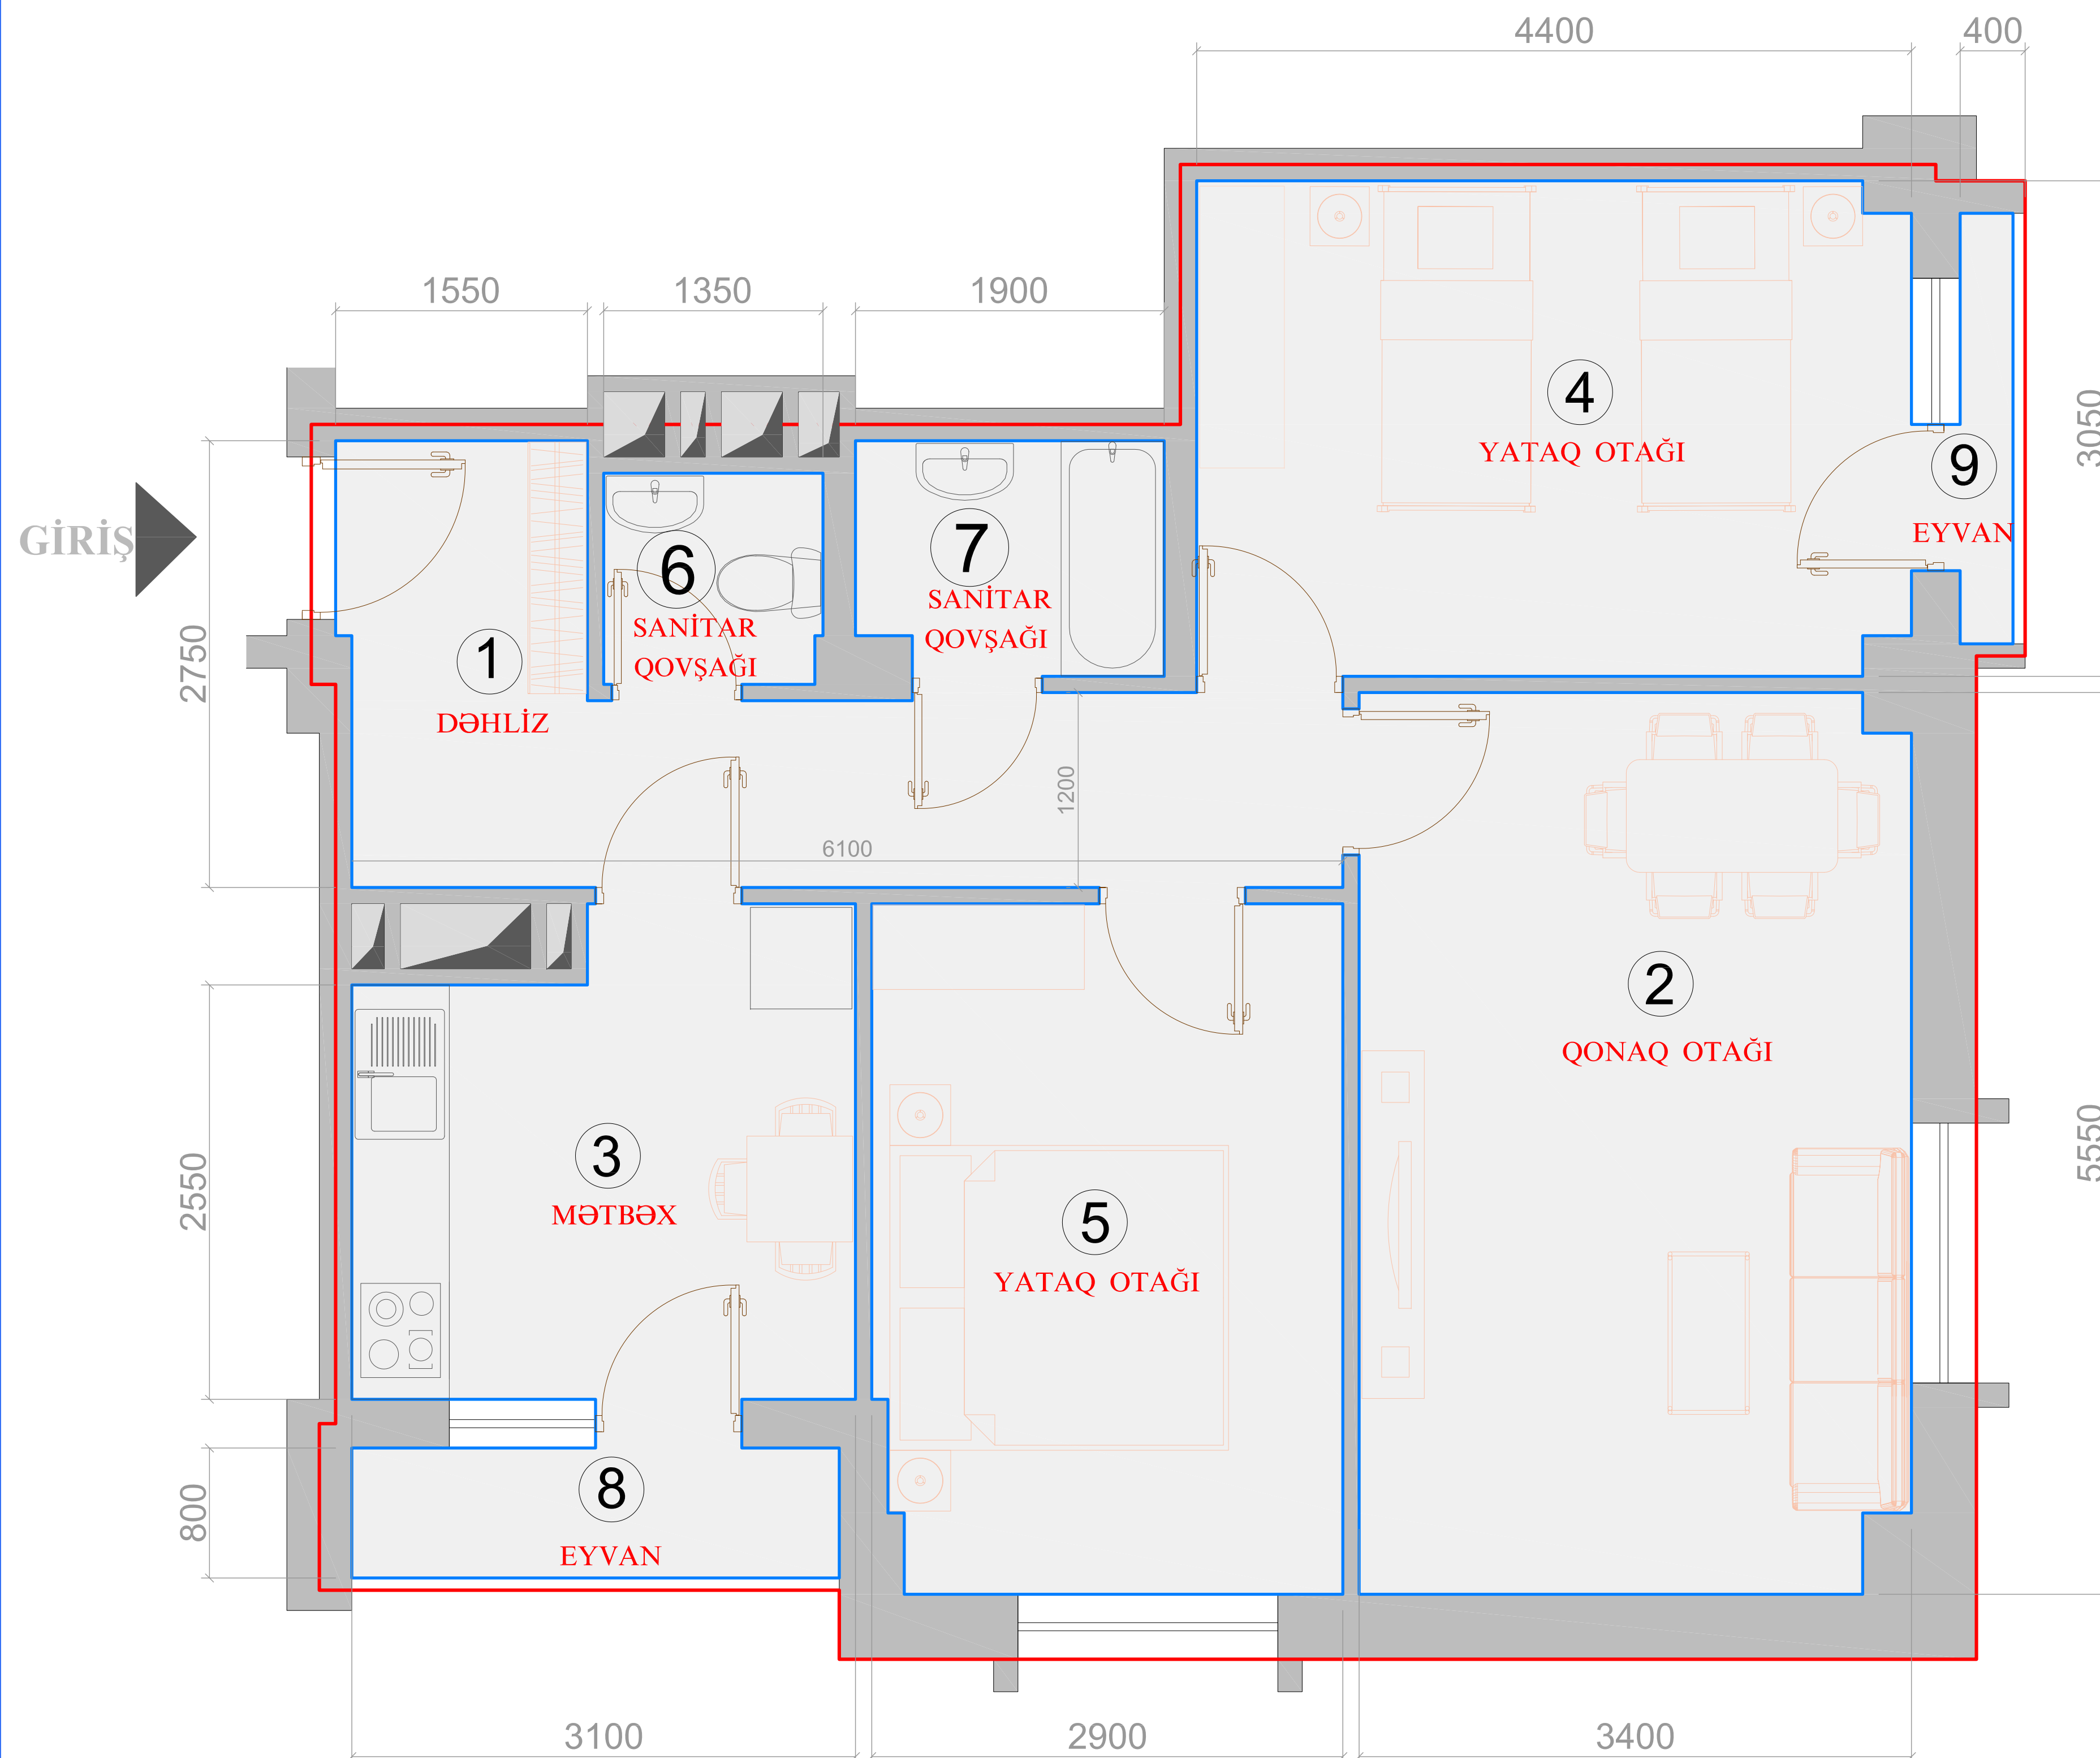 4400
400
1550
1350
1900
3050
4
YATAQ OTAĞI
9
EYVAN
GİRİŞ
6
SANİTAR
QOVŞAĞI
7
SANİTAR
QOVŞAĞI
1
DƏHLİZ
2750
1200
6100
2
QONAQ OTAĞI
3
MƏTBƏX
2550
5
YATAQ OTAĞI
5550
8
EYVAN
800
3100
2900
3400